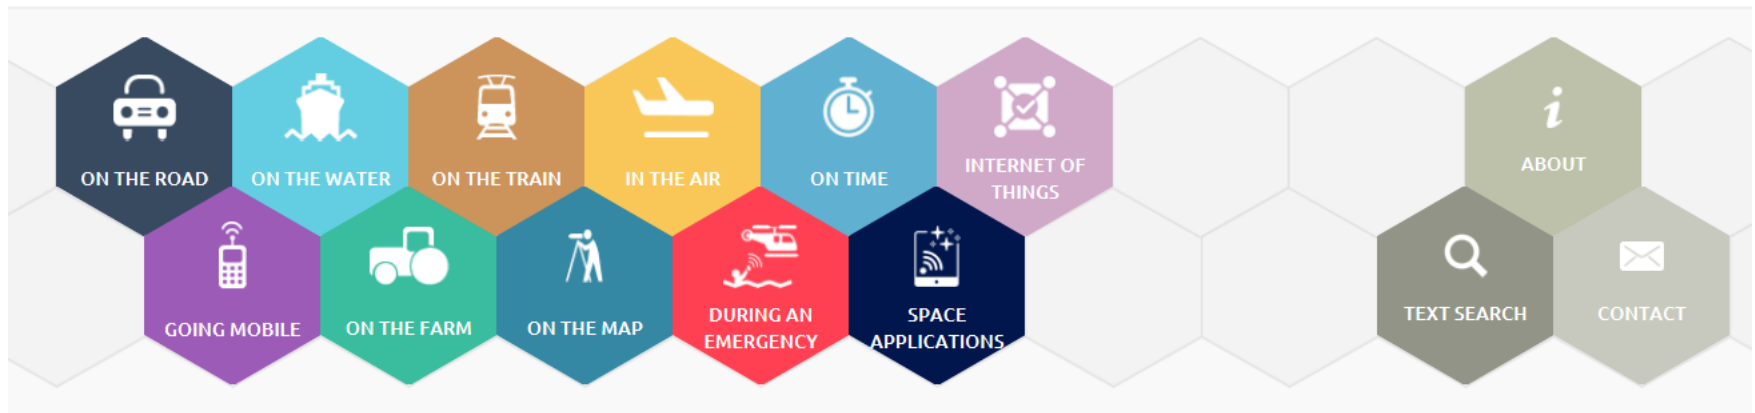 ON THE ROAD
ON THE WATER
ON THE TRAIN
IN THE AIR
ON TIME
INTERNET OF
THINGS
ABOUT
GOING MOBILE
ON THE FARM
ON THE MAP
DURING AN
EMERGENCY
SPACE
APPLICATIONS
TEXT SEARCH
CONTACT